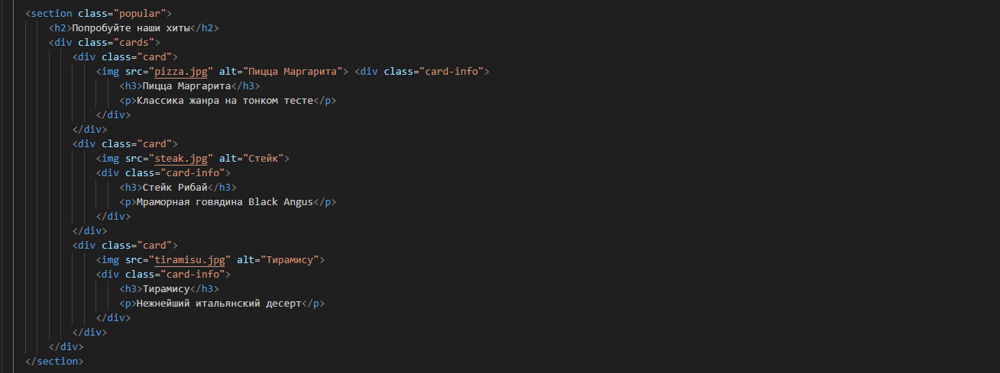 <section class="popular">
<h2>Попробуйте наши хиты</h2>
<div class="cards">
<div class="card">
<img src="pizza.jpg" alt="Пицца Маргарита"> <div class="card-info">
<h3>Пицца Маргарита</h3>
<p>Классика жанра на тонком тесте</p>
</div>
</div>
<div class="card">
<img src="steak.jpg" alt="Стейк">
<div class="card-info">
<h3>Стейк Рибай</h3>
<p>Мраморная говядина Black Angus</p>
</div>
</div>
<div class="card">
<img src="tiramisu.jpg" alt="Тирамису">
<div class="card-info">
<h3>Тирамису</h3>
<p>Нежнейший итальянский десерт</p>
</div>
</div>
</div>
</section>